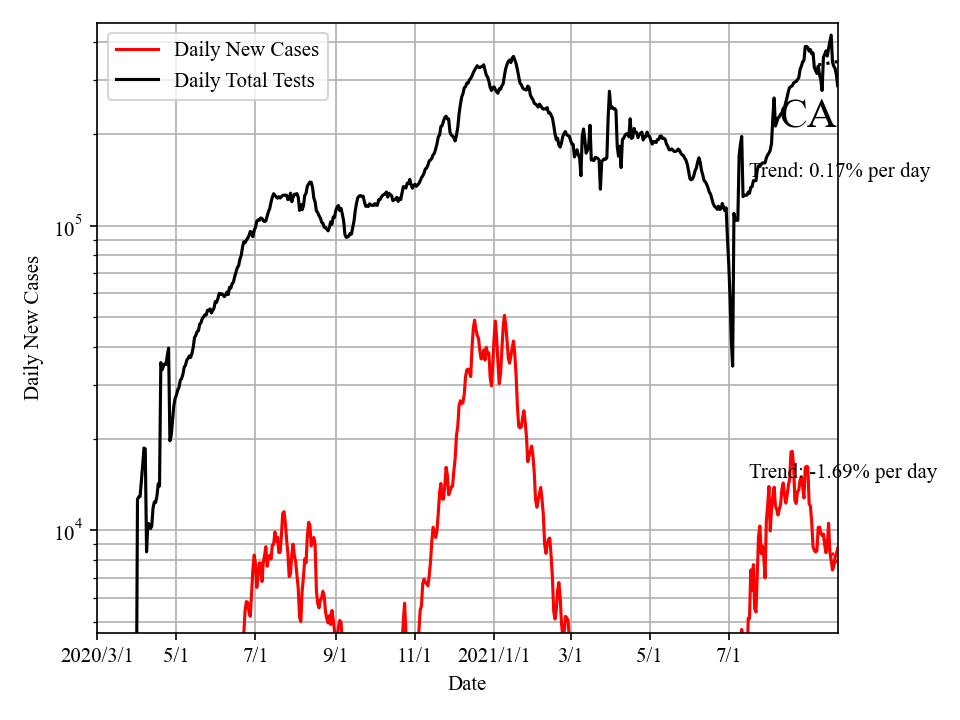 Daily New Cases
Daily Total Tests
CA
Trend: 0.17% per day
Trend: -1.69% per day
Daily New Cases
10^5
10^4
2020/3/1 5/1 7/1 9/1 11/1 2021/1/1 3/1 5/1 7/1
Date